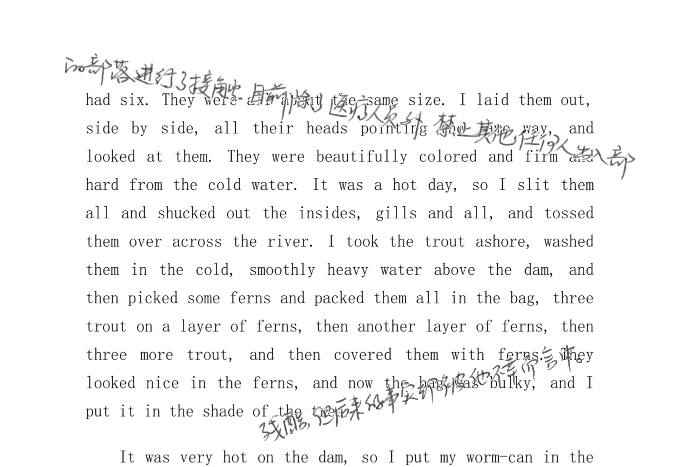 的部落进行了接触。目前,除了医疗人员外,禁止其他任何人出入部
had six. They were all about the same size. I laid them out,
side by side, all their heads pointing the same way, and
looked at them. They were beautifully colored and firm and
hard from the cold water. It was a hot day, so I slit them
all and shucked out the insides, gills and all, and tossed
them over across the river. I took the trout ashore, washed
them in the cold, smoothly heavy water above the dam, and
then picked some ferns and packed them all in the bag, three
trout on a layer of ferns, then another layer of ferns, then
three more trout, and then covered them with ferns. They
looked nice in the ferns, and now the bag was bulky, and I
put it in the shade of the tree.
残酷,但后来的事实却被他不幸而言中。
It was very hot on the dam, so I put my worm-can in the